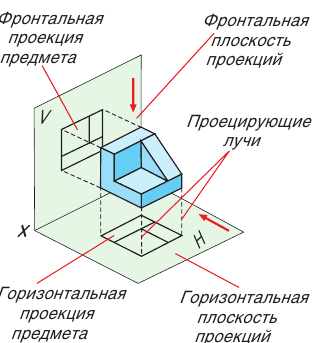 Фронтальная
проекция
предмета
Фронтальная
плоскость
проекций
V
Проецирующие
лучи
X
H
Горизонтальная
проекция
предмета
Горизонтальная
плоскость
проекций